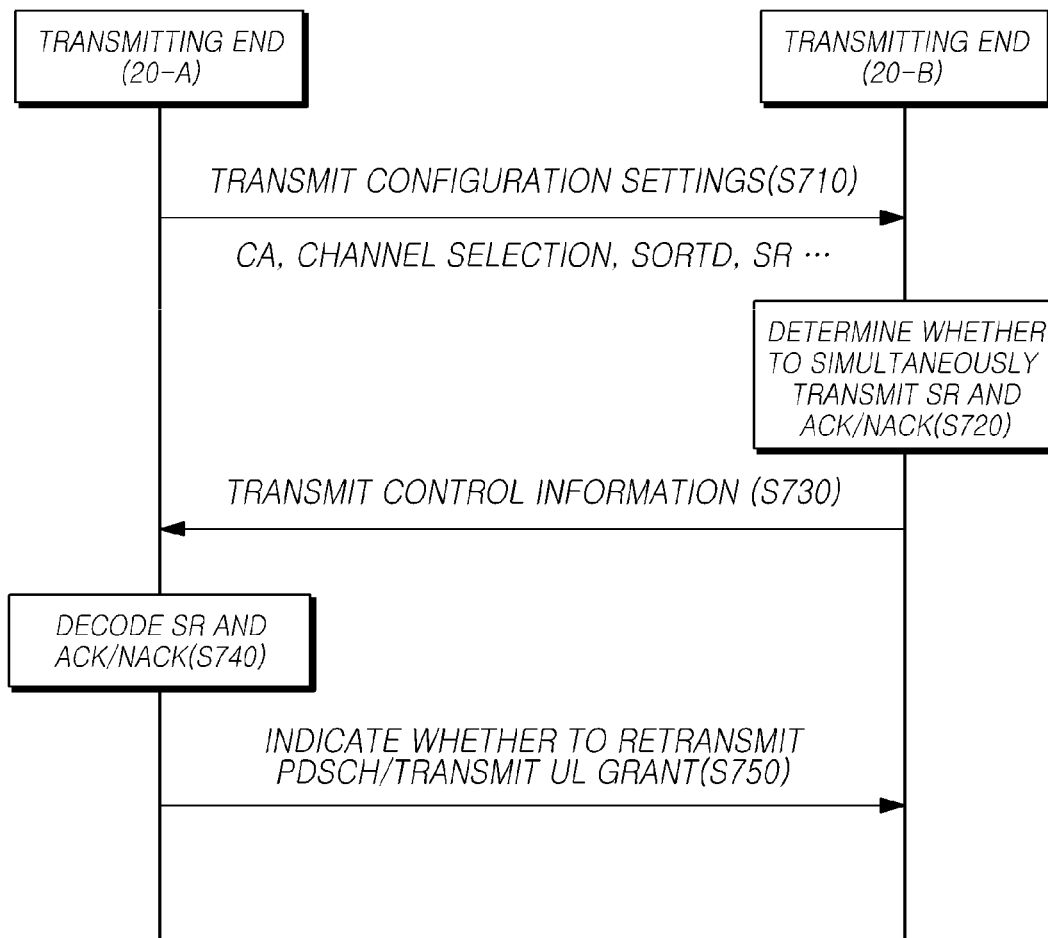 TRANSMITTING END
(20-A)
TRANSMITTING END
(20-B)
TRANSMIT CONFIGURATION SETTINGS(S710)
CA, CHANNEL SELECTION, SORTD, SR ···
DETERMINE WHETHER
TO SIMULTANEOUSLY
TRANSMIT SR AND
ACK/NACK(S720)
TRANSMIT CONTROL INFORMATION (S730)
DECODE SR AND
ACK/NACK(S740)
INDICATE WHETHER TO RETRANSMIT
PDSCH/TRANSMIT UL GRANT(S750)